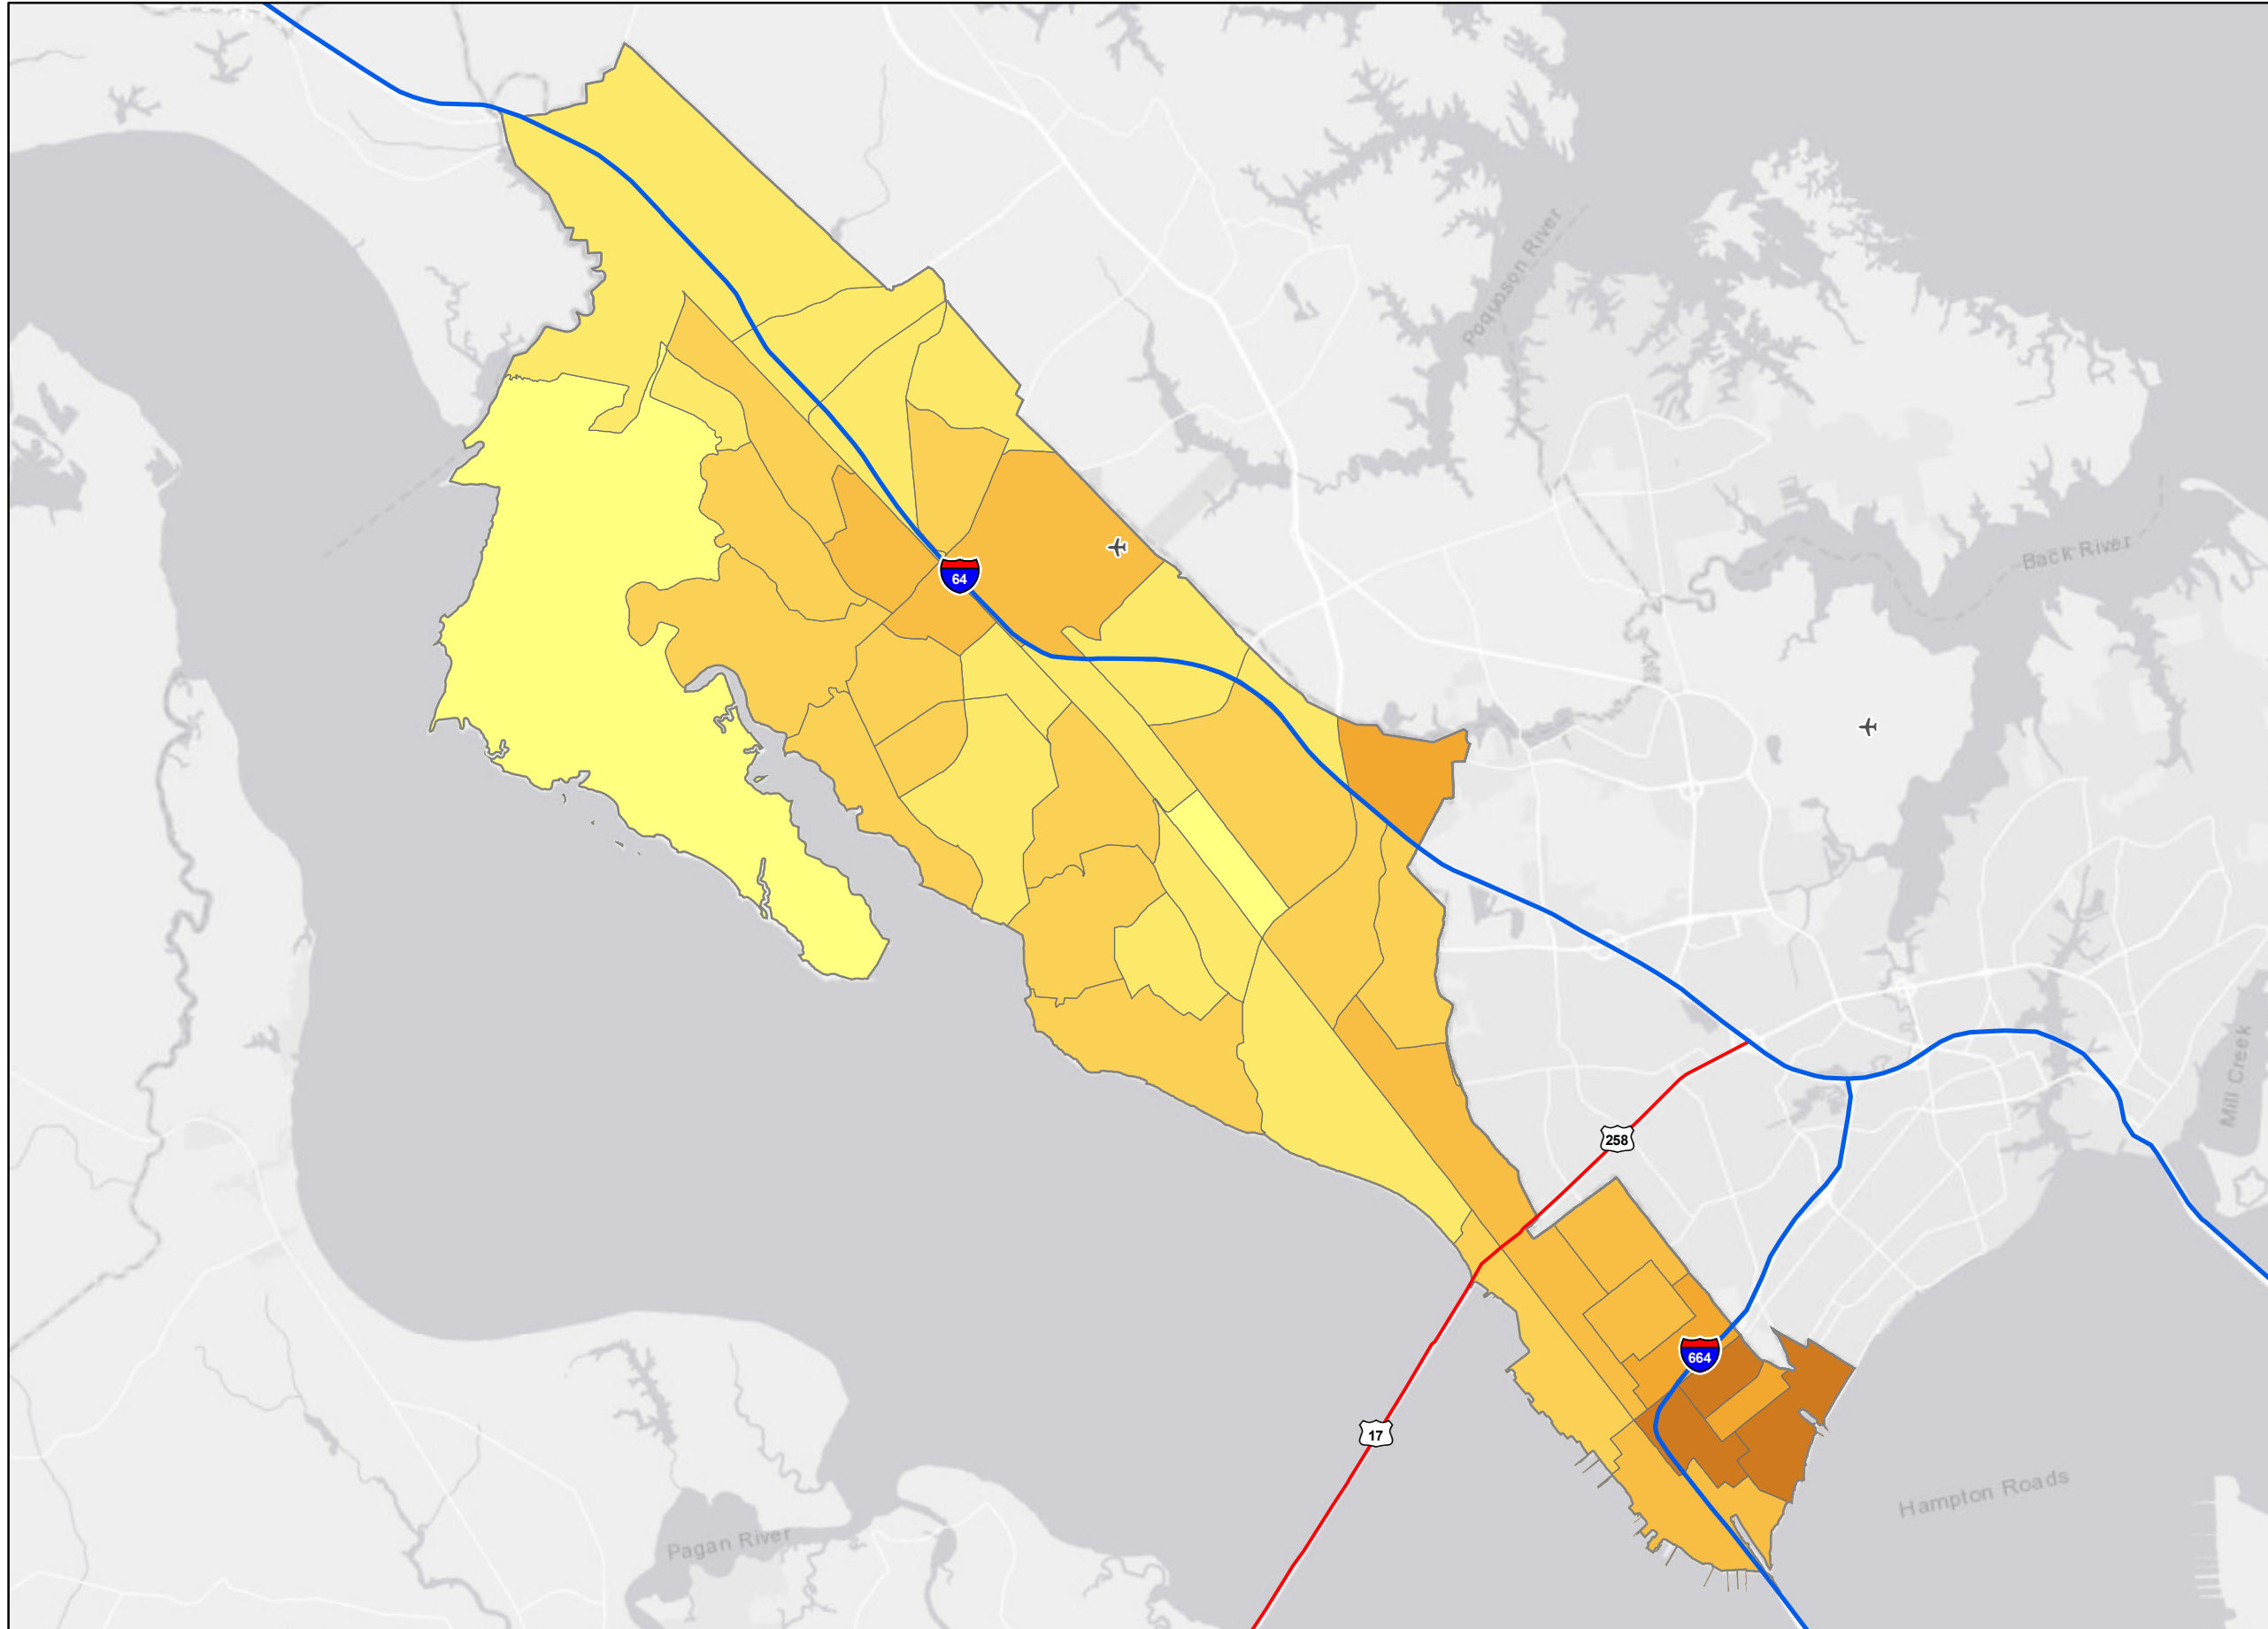 Poquoson River
Back River
64
Mill Creek
258
664
17
Hampton Roads
Pagan River